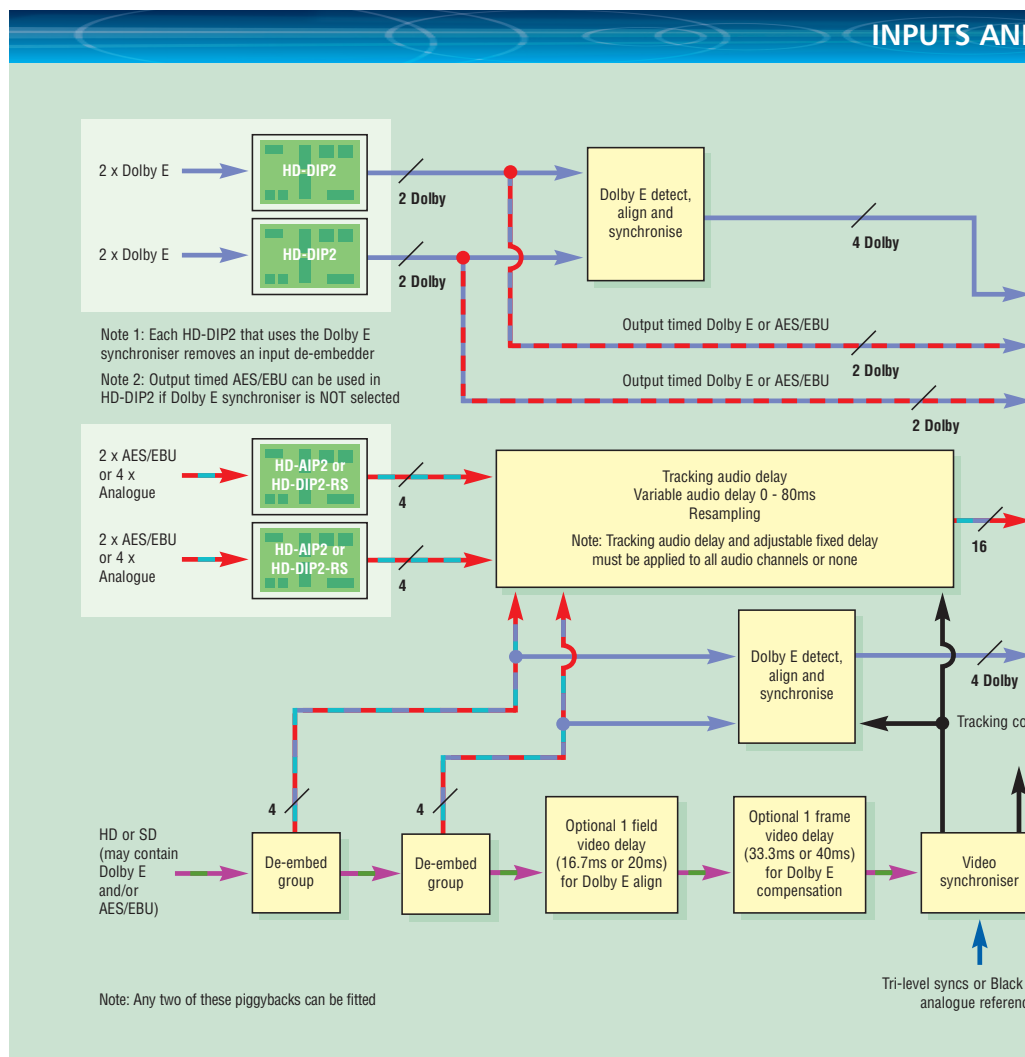 INPUTS AN
2 x Dolby E
HD-DIP2
2 Dolby
Dolby E detect,
align and
synchronise
4 Dolby
2 x Dolby E
HD-DIP2
2 Dolby
Note 1: Each HD-DIP2 that uses the Dolby E
synchroniser removes an input de-embedder
Note 2: Output timed AES/EBU can be used in
HD-DIP2 if Dolby E synchroniser is NOT selected
Output timed Dolby E or AES/EBU
2 Dolby
Output timed Dolby E or AES/EBU
2 Dolby
2 x AES/EBU
or 4 x
Analogue
HD-AIP2 or
HD-DIP2-RS
4
2 x AES/EBU
or 4 x
Analogue
HD-AIP2 or
HD-DIP2-RS
4
Tracking audio delay
Variable audio delay 0 - 80ms
Resampling
Note: Tracking audio delay and adjustable fixed delay
must be applied to all audio channels or none
16
Dolby E detect,
align and
synchronise
4 Dolby
Tracking co
4
4
HD or SD
(may contain
Dolby E
and/or
AES/EBU)
De-embed
group
De-embed
group
Optional 1 field
video delay
(16.7ms or 20ms)
for Dolby E align
Optional 1 frame
video delay
(33.3ms or 40ms)
for Dolby E
compensation
Video
synchroniser
Tri-level syncs or Black
analogue referenc
Note: Any two of these piggybacks can be fitted